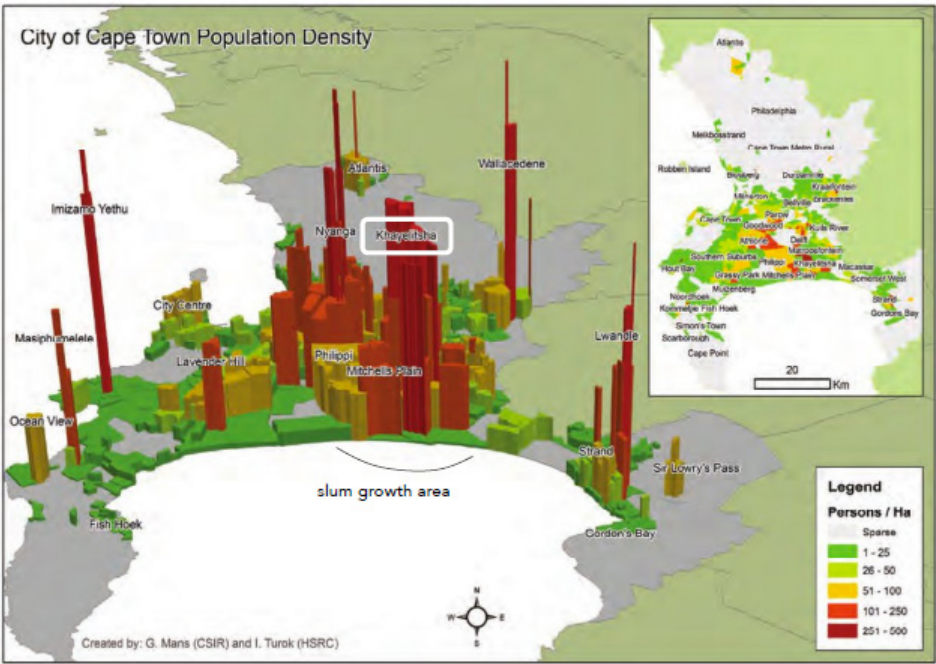 City of Cape Town Population Density
Atlantis
Wallacedene
Imizamo Yethu
Nyanga
Khayelitsha
City Centre
Masiphumelele
Lavender Hill
Philippi
Mitchells Plain
Lwandle
Ocean View
Strand
Sir Lowry's Pass
slum growth area
Fish Hoek
Gordon's Bay
Created by: G. Mans (CSIR) and I. Turok (HSRC)
N
W E
S
Atlantis
Philadelphia
Melkbosstrand
Cape Town Metro Rural
Robben Island
Durbanville
Kraaifontein
Milnerton
Brackenfell
Bellville
Cape Town
Parow
Goodwood
Kuils River
Athlone
Delft
Southern Suburbs
Philippi
Khayelitsha
Macassar
Hout Bay
Grassy Park
Mitchells Plain
Somerset West
Muizenberg
Noordhoek
Strand
Kommetjie
Fish Hoek
Gordons Bay
Simon's Town
Scarborough
Cape Point
20
Km
Legend
Persons / Ha
Sparse
1 - 25
26 - 50
51 - 100
101 - 250
251 - 500